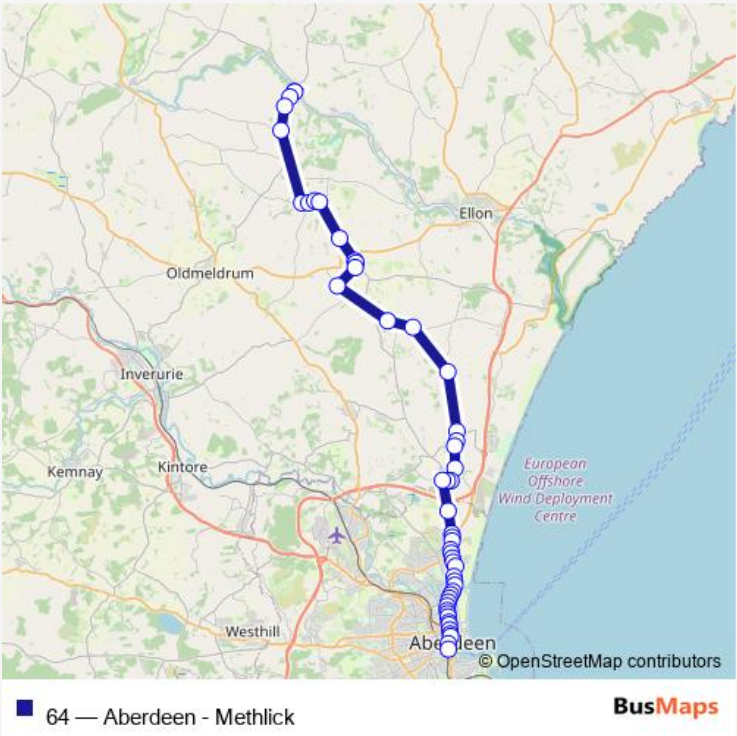 Ellon
Oldmeldrum
Inverurie
Kemnay
Kintore
European
Offshore
Wind Deployment
Centre
Westhill
Aberdeen
© OpenStreetMap contributors
64 — Aberdeen - Methlick
BusMaps